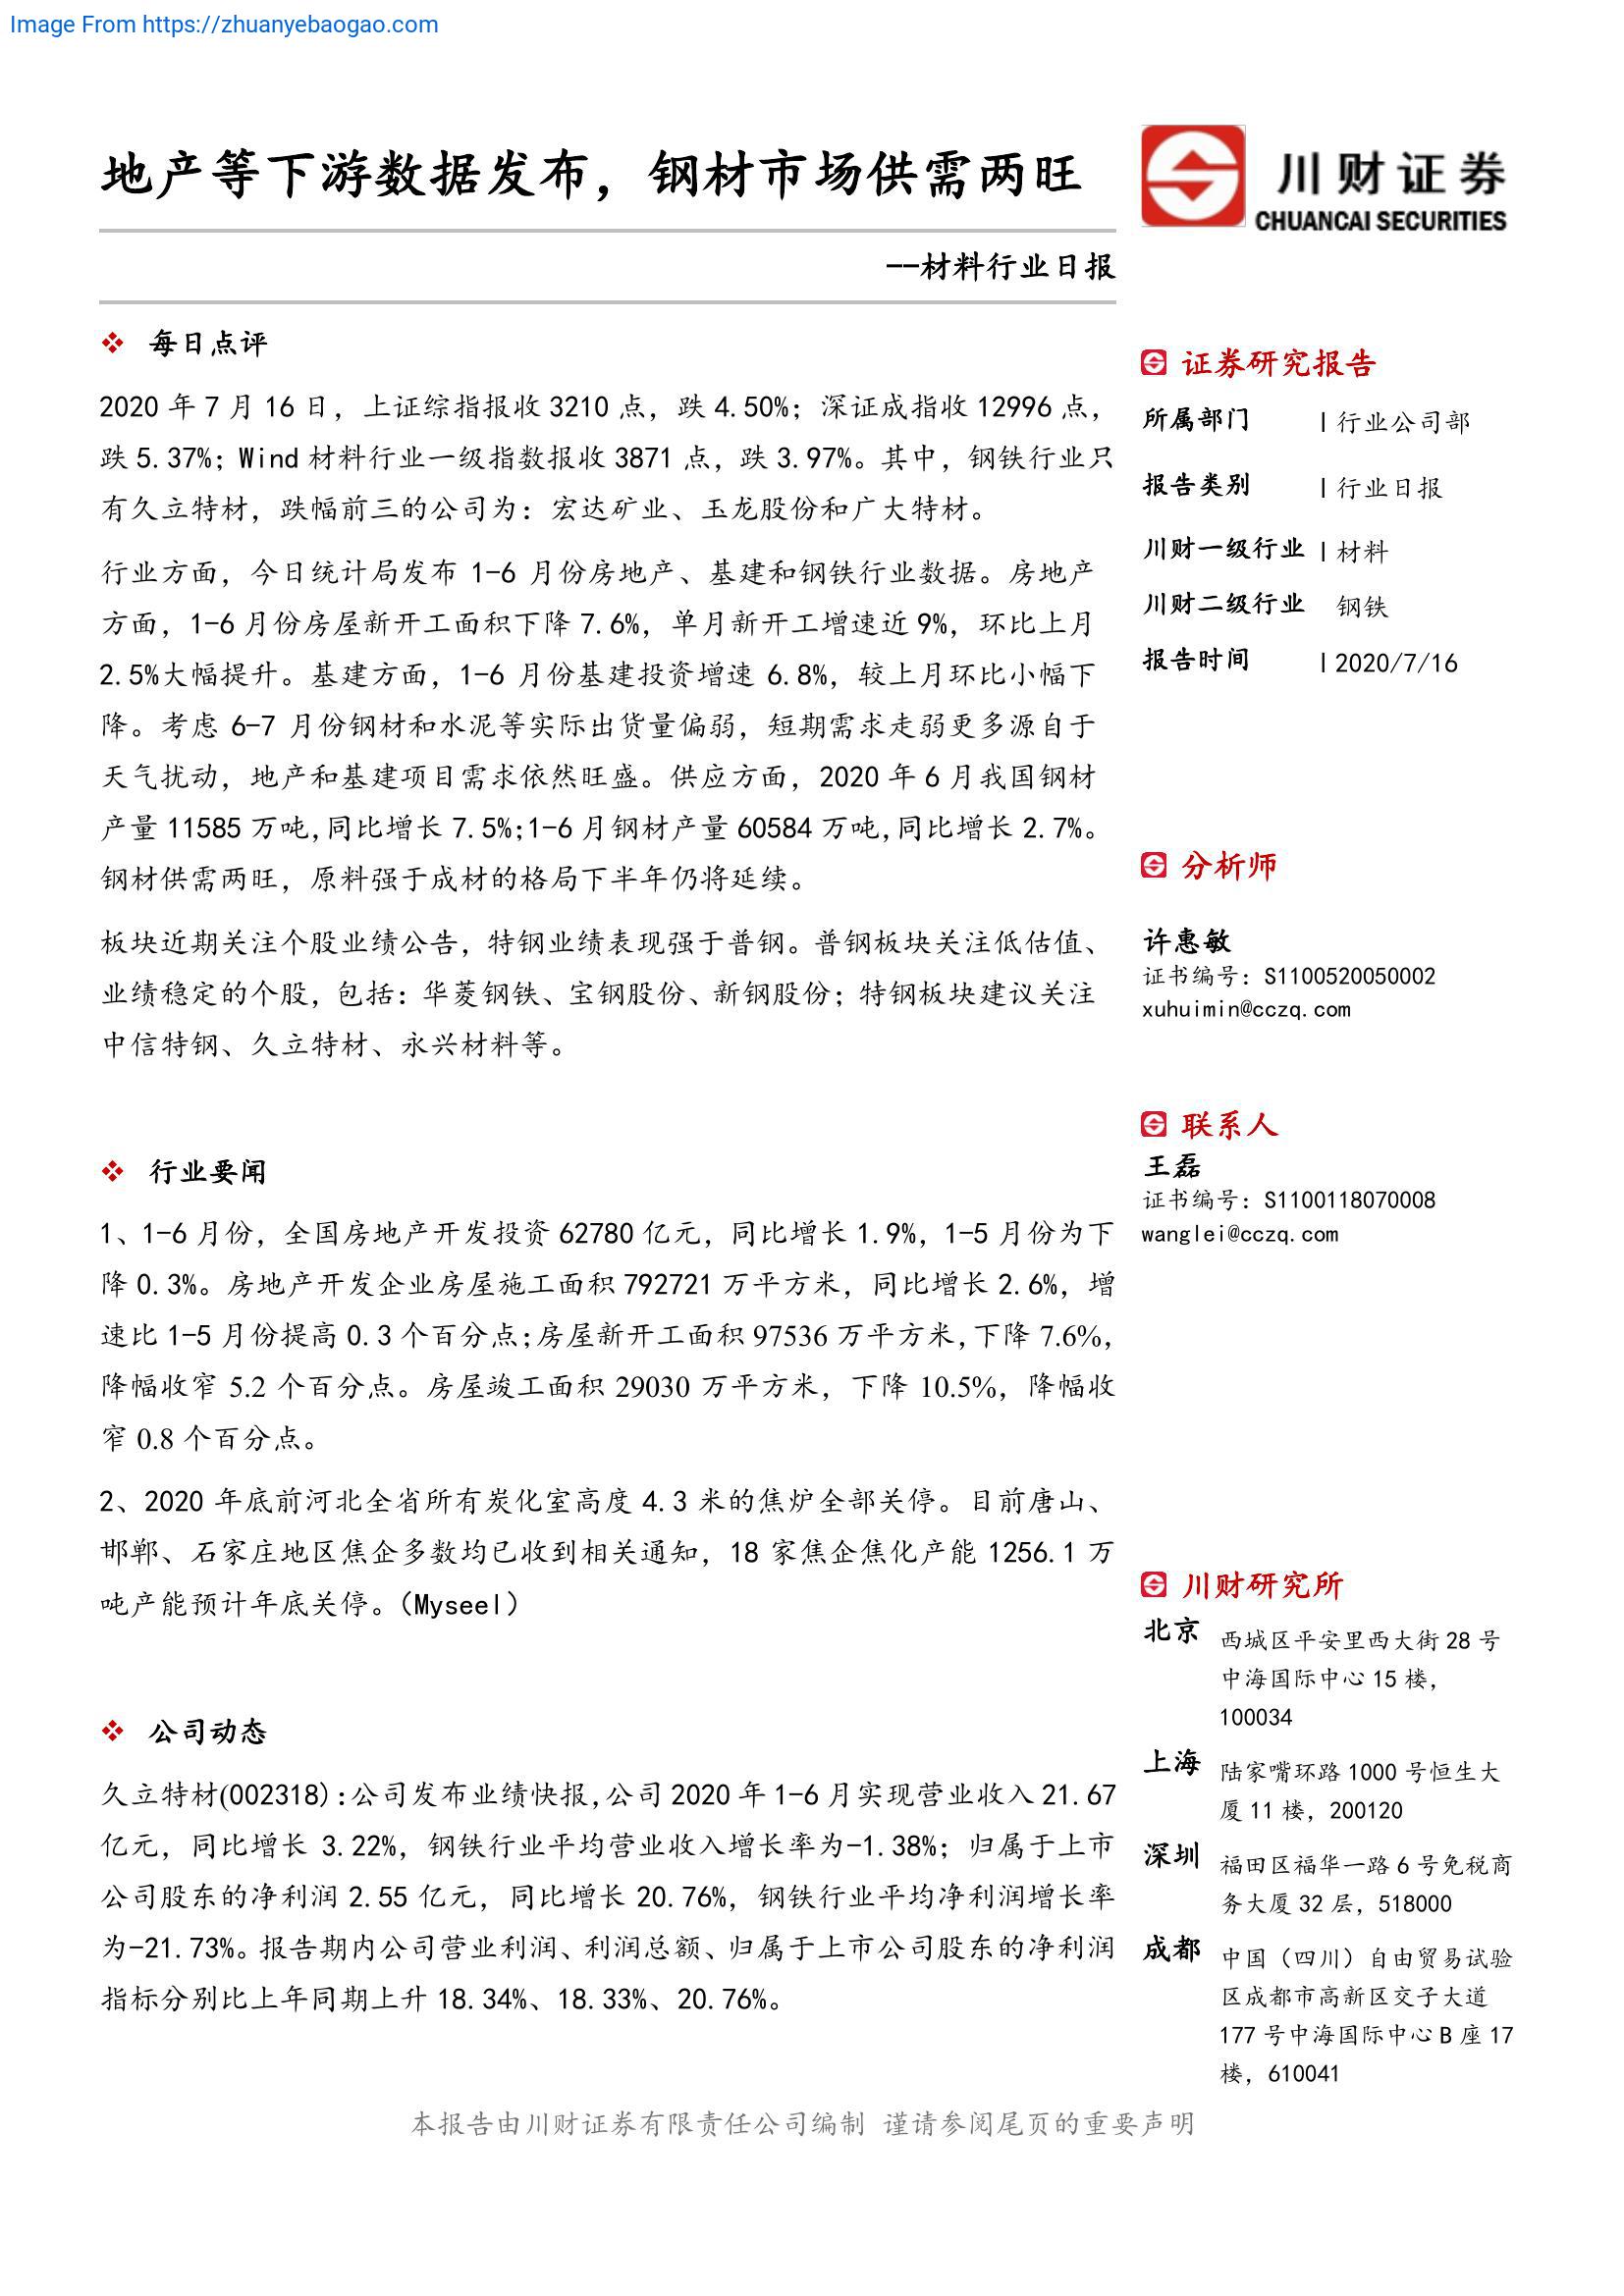 Image From https://zhuanyebaogao.com
地产等下游数据发布，钢材市场供需两旺
川财证券
CHUANCAI SECURITIES
--材料行业日报
每日点评
2020 年 7 月 16 日，上证综指报收 3210 点，跌 4.50%；深证成指收 12996 点，
跌 5.37%；Wind 材料行业一级指数报收 3871 点，跌 3.97%。其中，钢铁行业只
有久立特材，跌幅前三的公司为：宏达矿业、玉龙股份和广大特材。
行业方面，今日统计局发布 1-6 月份房地产、基建和钢铁行业数据。房地产
方面，1-6 月份房屋新开工面积下降 7.6%，单月新开工增速近 9%，环比上月
2.5%大幅提升。基建方面，1-6 月份基建投资增速 6.8%，较上月环比小幅下
降。考虑 6-7 月份钢材和水泥等实际出货量偏弱，短期需求走弱更多源自于
天气扰动，地产和基建项目需求依然旺盛。供应方面，2020 年 6 月我国钢材
产量 11585 万吨,同比增长 7.5%;1-6 月钢材产量 60584 万吨,同比增长 2.7%。
钢材供需两旺，原料强于成材的格局下半年仍将延续。
板块近期关注个股业绩公告，特钢业绩表现强于普钢。普钢板块关注低估值、
业绩稳定的个股，包括：华菱钢铁、宝钢股份、新钢股份；特钢板块建议关注
中信特钢、久立特材、永兴材料等。
行业要闻
1、1-6 月份，全国房地产开发投资 62780 亿元，同比增长 1.9%，1-5 月份为下
降 0.3%。房地产开发企业房屋施工面积 792721 万平方米，同比增长 2.6%，增
速比 1-5 月份提高 0.3 个百分点;房屋新开工面积 97536 万平方米,下降 7.6%,
降幅收窄 5.2 个百分点。房屋竣工面积 29030 万平方米，下降 10.5%，降幅收
窄 0.8 个百分点。
2、2020 年底前河北全省所有炭化室高度 4.3 米的焦炉全部关停。目前唐山、
邯郸、石家庄地区焦企多数均已收到相关通知，18 家焦企焦化产能 1256.1 万
吨产能预计年底关停。（Myseel）
公司动态
久立特材(002318):公司发布业绩快报,公司 2020 年 1-6 月实现营业收入 21.67
亿元，同比增长 3.22%，钢铁行业平均营业收入增长率为-1.38%；归属于上市
公司股东的净利润 2.55 亿元，同比增长 20.76%，钢铁行业平均净利润增长率
为-21.73%。报告期内公司营业利润、利润总额、归属于上市公司股东的净利润
指标分别比上年同期上升 18.34%、18.33%、20.76%。
证券研究报告
所属部门 | 行业公司部
报告类别 | 行业日报
川财一级行业 | 材料
川财二级行业 钢铁
报告时间 | 2020/7/16
分析师
许惠敏
证书编号：S1100520050002
xuhuimin@cczq.com
联系人
王磊
证书编号：S1100118070008
wanglei@cczq.com
川财研究所
北京 西城区平安里西大街 28 号
中海国际中心 15 楼，
100034
上海 陆家嘴环路 1000 号恒生大
厦 11 楼，200120
深圳 福田区福华一路 6 号免税商
务大厦 32 层，518000
成都 中国（四川）自由贸易试验
区成都市高新区交子大道
177 号中海国际中心 B 座 17
楼，610041
本报告由川财证券有限责任公司编制 谨请参阅尾页的重要声明